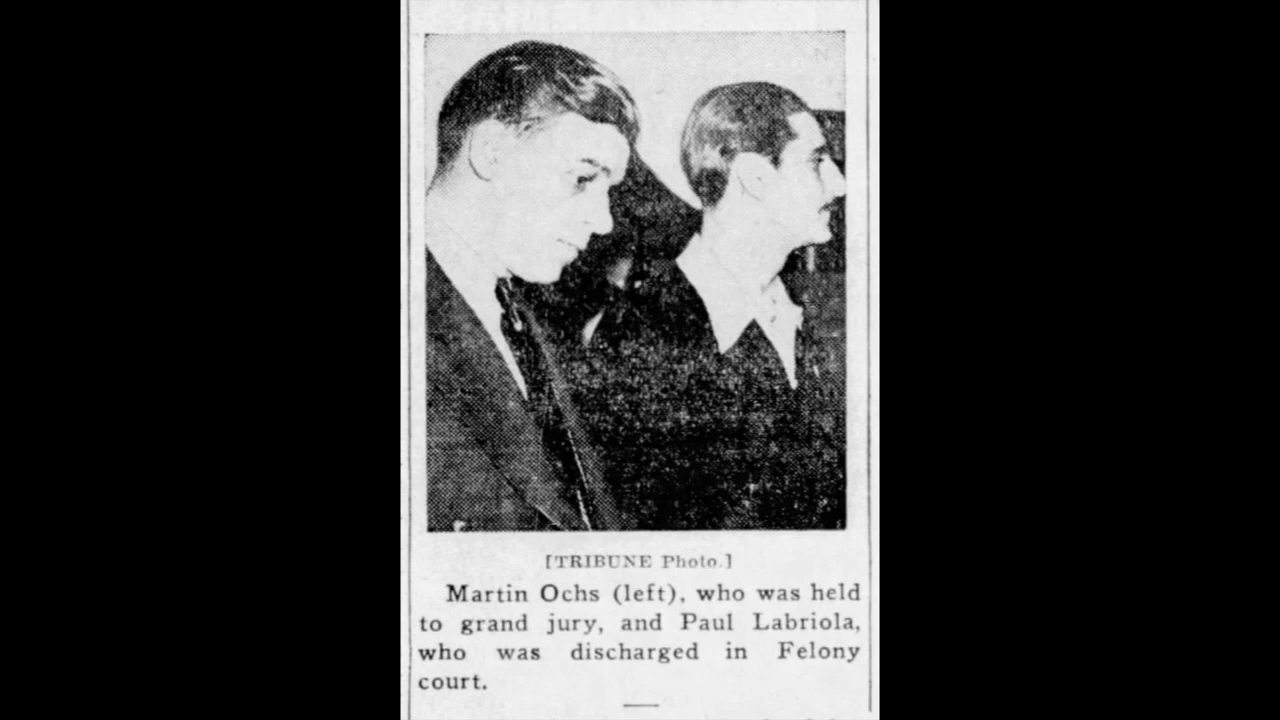 [TRIBUNE Photo.]
Martin Ochs (left), who was held
to grand jury, and Paul Labriola,
who was discharged in Felony
court.